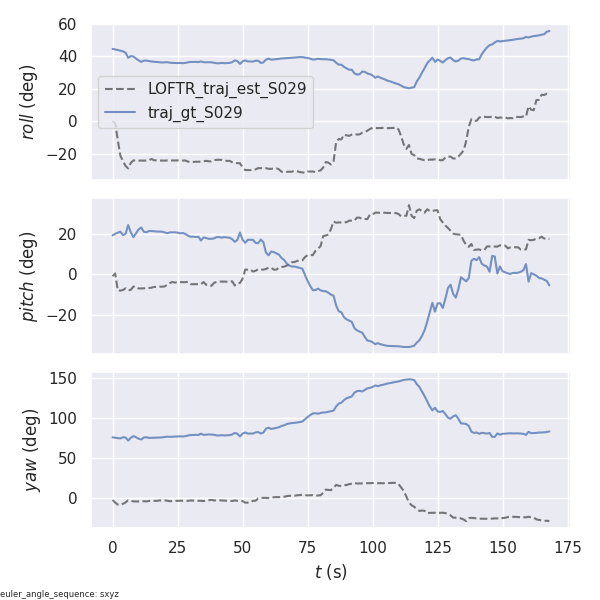 60
40
20
0
−20
roll (deg)
LOFTR_traj_est_S029
traj_gt_S029
20
0
−20
pitch (deg)
150
100
50
0
yaw (deg)
0 25 50 75 100 125 150 175
t (s)
euler_angle_sequence: sxyz